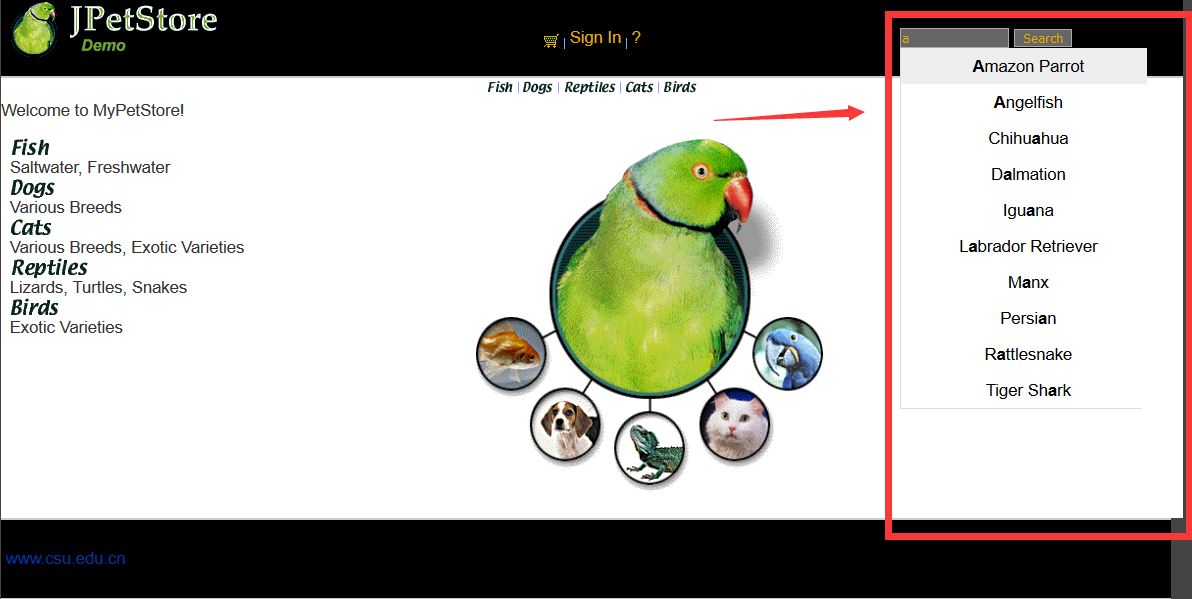 JPetStore
Demo
Sign In | ?
a
Search
Fish | Dogs | Reptiles | Cats | Birds
Welcome to MyPetStore!
Fish
Saltwater, Freshwater
Dogs
Various Breeds
Cats
Various Breeds, Exotic Varieties
Reptiles
Lizards, Turtles, Snakes
Birds
Exotic Varieties
Amazon Parrot
Angelfish
Chihuahua
Dalmation
Iguana
Labrador Retriever
Manx
Persian
Rattlesnake
Tiger Shark
www.csu.edu.cn